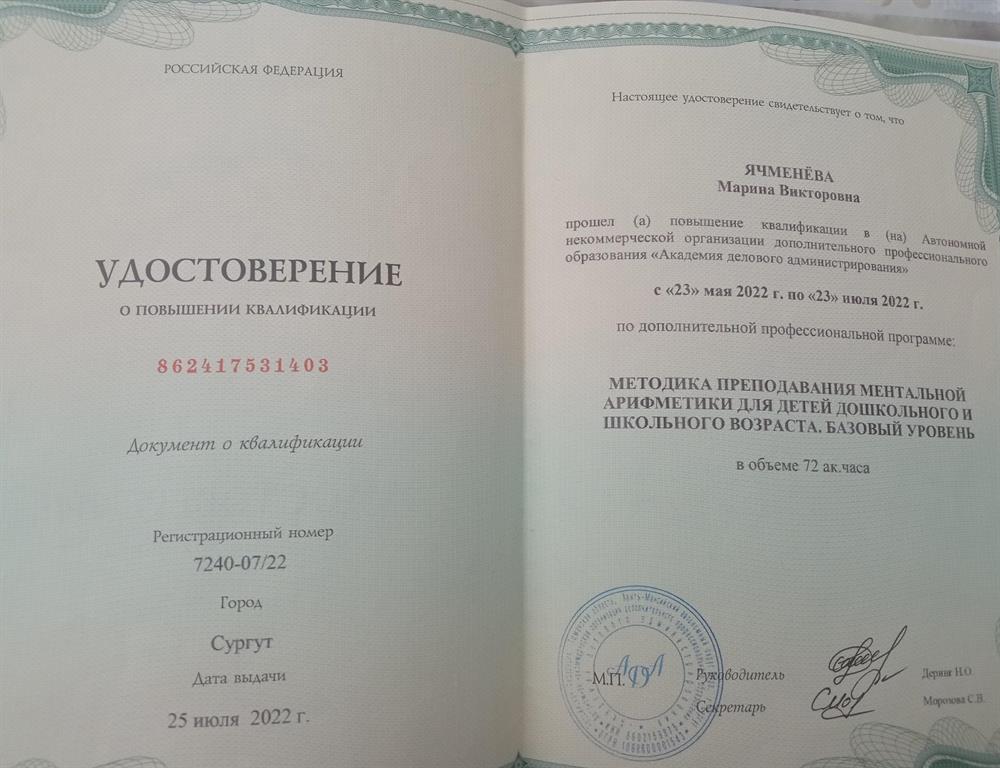 РОССИЙСКАЯ ФЕДЕРАЦИЯ
УДОСТОВЕРЕНИЕ
О ПОВЫШЕНИИ КВАЛИФИКАЦИИ
862417531403
Документ о квалификации
Регистрационный номер
7240-07/22
Город
Сургут
Дата выдачи
25 июля 2022 г.
Настоящее удостоверение свидетельствует о том, что
ЯЧМЕНЁВА
Марина Викторовна
прошел (а) повышение квалификации в (на) Автономной
некоммерческой организации дополнительного профессионального
образования «Академия делового администрирования»
с «23» мая 2022 г. по «23» июля 2022 г.
по дополнительной профессиональной программе:
МЕТОДИКА ПРЕПОДАВАНИЯ МЕНТАЛЬНОЙ
АРИФМЕТИКИ ДЛЯ ДЕТЕЙ ДОШКОЛЬНОГО И
ШКОЛЬНОГО ВОЗРАСТА. БАЗОВЫЙ УРОВЕНЬ
в объеме 72 ак.часа
М.П.
Руководитель
Деринг Н.О.
Секретарь
Морозова С.В.